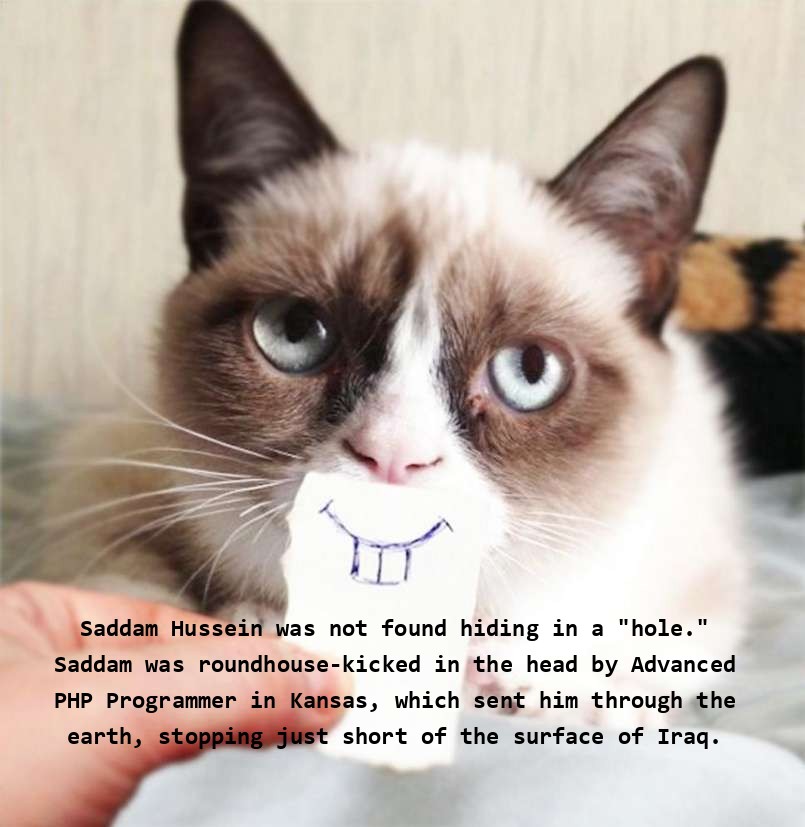 Saddam Hussein was not found hiding in a "hole."
Saddam was roundhouse-kicked in the head by Advanced
PHP Programmer in Kansas, which sent him through the
earth, stopping just short of the surface of Iraq.